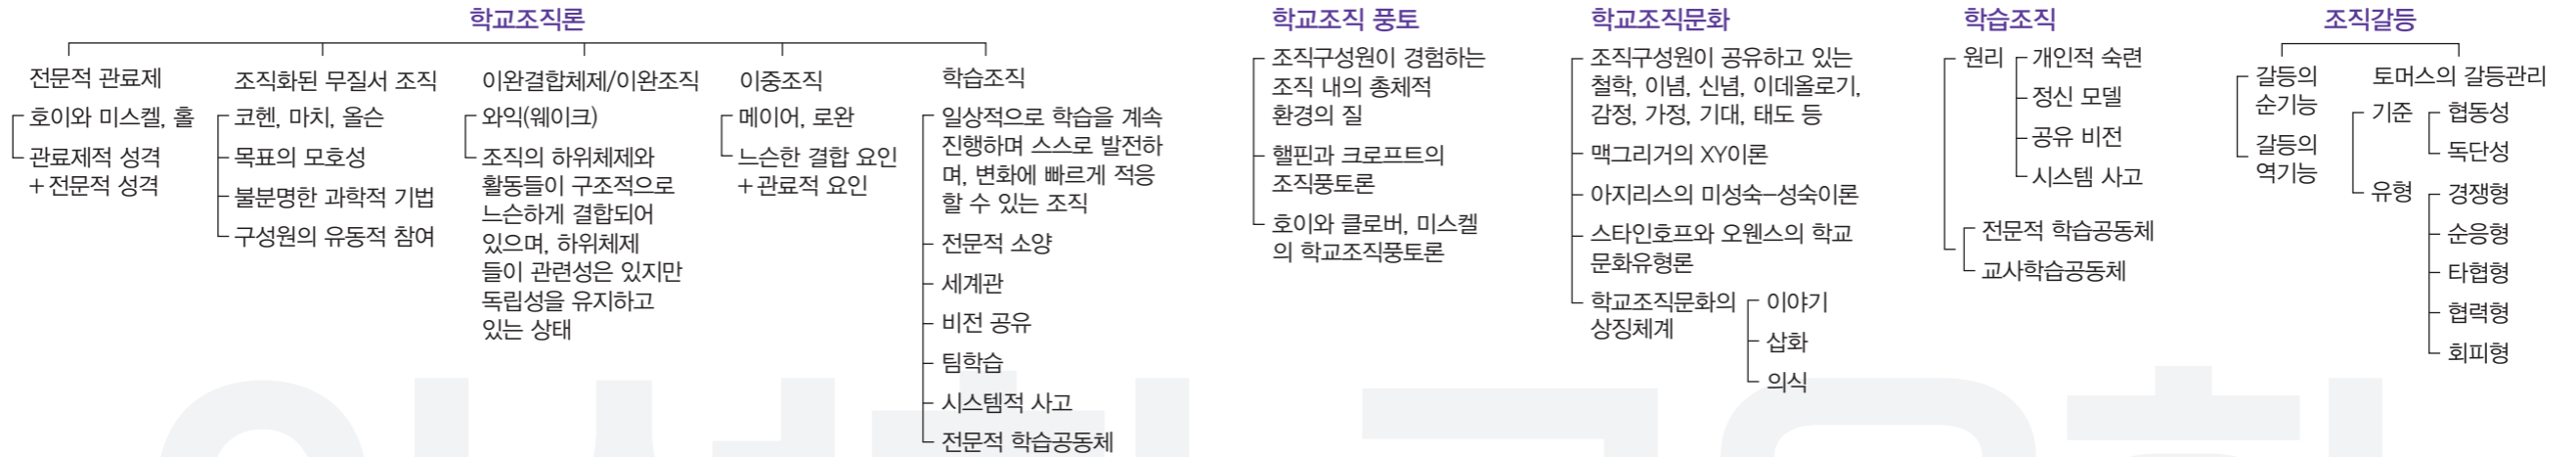 학교조직론
전문적 관료제
호이와 미스켈, 홀
관료제적 성격
+전문적 성격
조직화된 무질서 조직
코헨, 마치, 올슨
목표의 모호성
불분명한 과학적 기법
구성원의 유동적 참여
이완결합체제/이완조직
와익(웨이크)
조직의 하위체제와
활동들이 구조적으로
느슨하게 결합되어
있으며, 하위체제
들이 관련성은 있지만
독립성을 유지하고
있는 상태
이중조직
메이어, 로완
느슨한 결합 요인
+관료적 요인
학습조직
일상적으로 학습을 계속
진행하며 스스로 발전하
며, 변화에 빠르게 적응
할 수 있는 조직
전문적 소양
세계관
비전 공유
팀학습
시스템적 사고
전문적 학습공동체
학교조직 풍토
조직구성원이 경험하는
조직 내의 총체적
환경의 질
핼핀과 크로프트의
조직풍토론
호이와 클로버, 미스켈
의 학교조직풍토론
학교조직문화
조직구성원이 공유하고 있는
철학, 이념, 신념, 이데올로기,
감정, 가정, 기대, 태도 등
맥그리거의 XY이론
아지리스의 미성숙–성숙이론
스타인호프와 오웬스의 학교
문화유형론
학교조직문화의
상징체계
이야기
삽화
의식
학습조직
원리
개인적 숙련
정신 모델
공유 비전
시스템 사고
전문적 학습공동체
교사학습공동체
조직갈등
갈등의
순기능
갈등의
역기능
토머스의 갈등관리
기준
협동성
독단성
유형
경쟁형
순응형
타협형
협력형
회피형